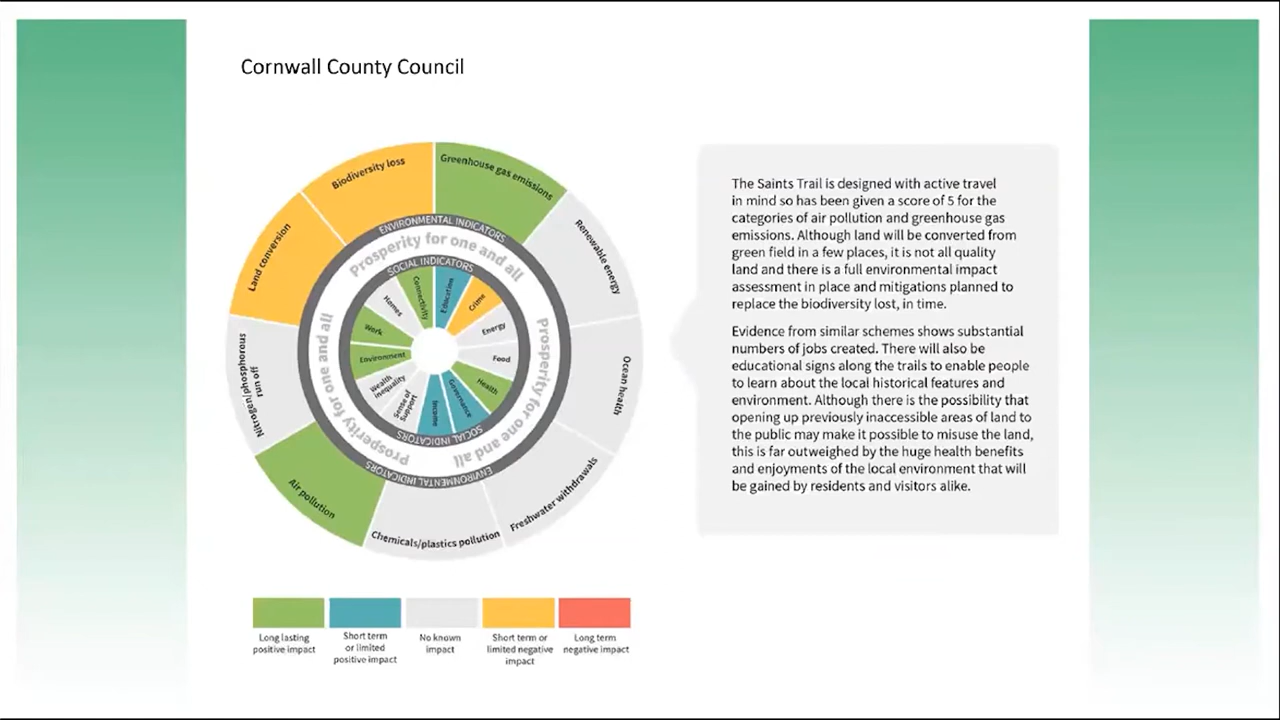 Cornwall County Council
Biodiversity loss
Greenhouse gas emissions
Renewable energy
Ocean health
Freshwater withdrawals
Chemicals/plastics pollution
Air pollution
Nitrogen/phosphorous
run off
Land conversion
ENVIRONMENTAL INDICATORS
Prosperity for one and all
Prosperity for one and all
Prosperity for one and all
ENVIRONMENTAL INDICATORS
SOCIAL INDICATORS
Education
Crime
Energy
Food
Health
Governance
Income
Sense of
Support
Wealth
inequality
Environment
Work
Homes
Connectivity
SOCIAL INDICATORS
The Saints Trail is designed with active travel
in mind so has been given a score of 5 for the
categories of air pollution and greenhouse gas
emissions. Although land will be converted from
green field in a few places, it is not all quality
land and there is a full environmental impact
assessment in place and mitigations planned to
replace the biodiversity lost, in time.
Evidence from similar schemes shows substantial
numbers of jobs created. There will also be
educational signs along the trails to enable people
to learn about the local historical features and
environment. Although there is the possibility that
opening up previously inaccessible areas of land to
the public may make it possible to misuse the land,
this is far outweighed by the huge health benefits
and enjoyments of the local environment that will
be gained by residents and visitors alike.
Long lasting
positive impact
Short term
or limited
positive impact
No known
impact
Short term or
limited negative
impact
Long term
negative impact